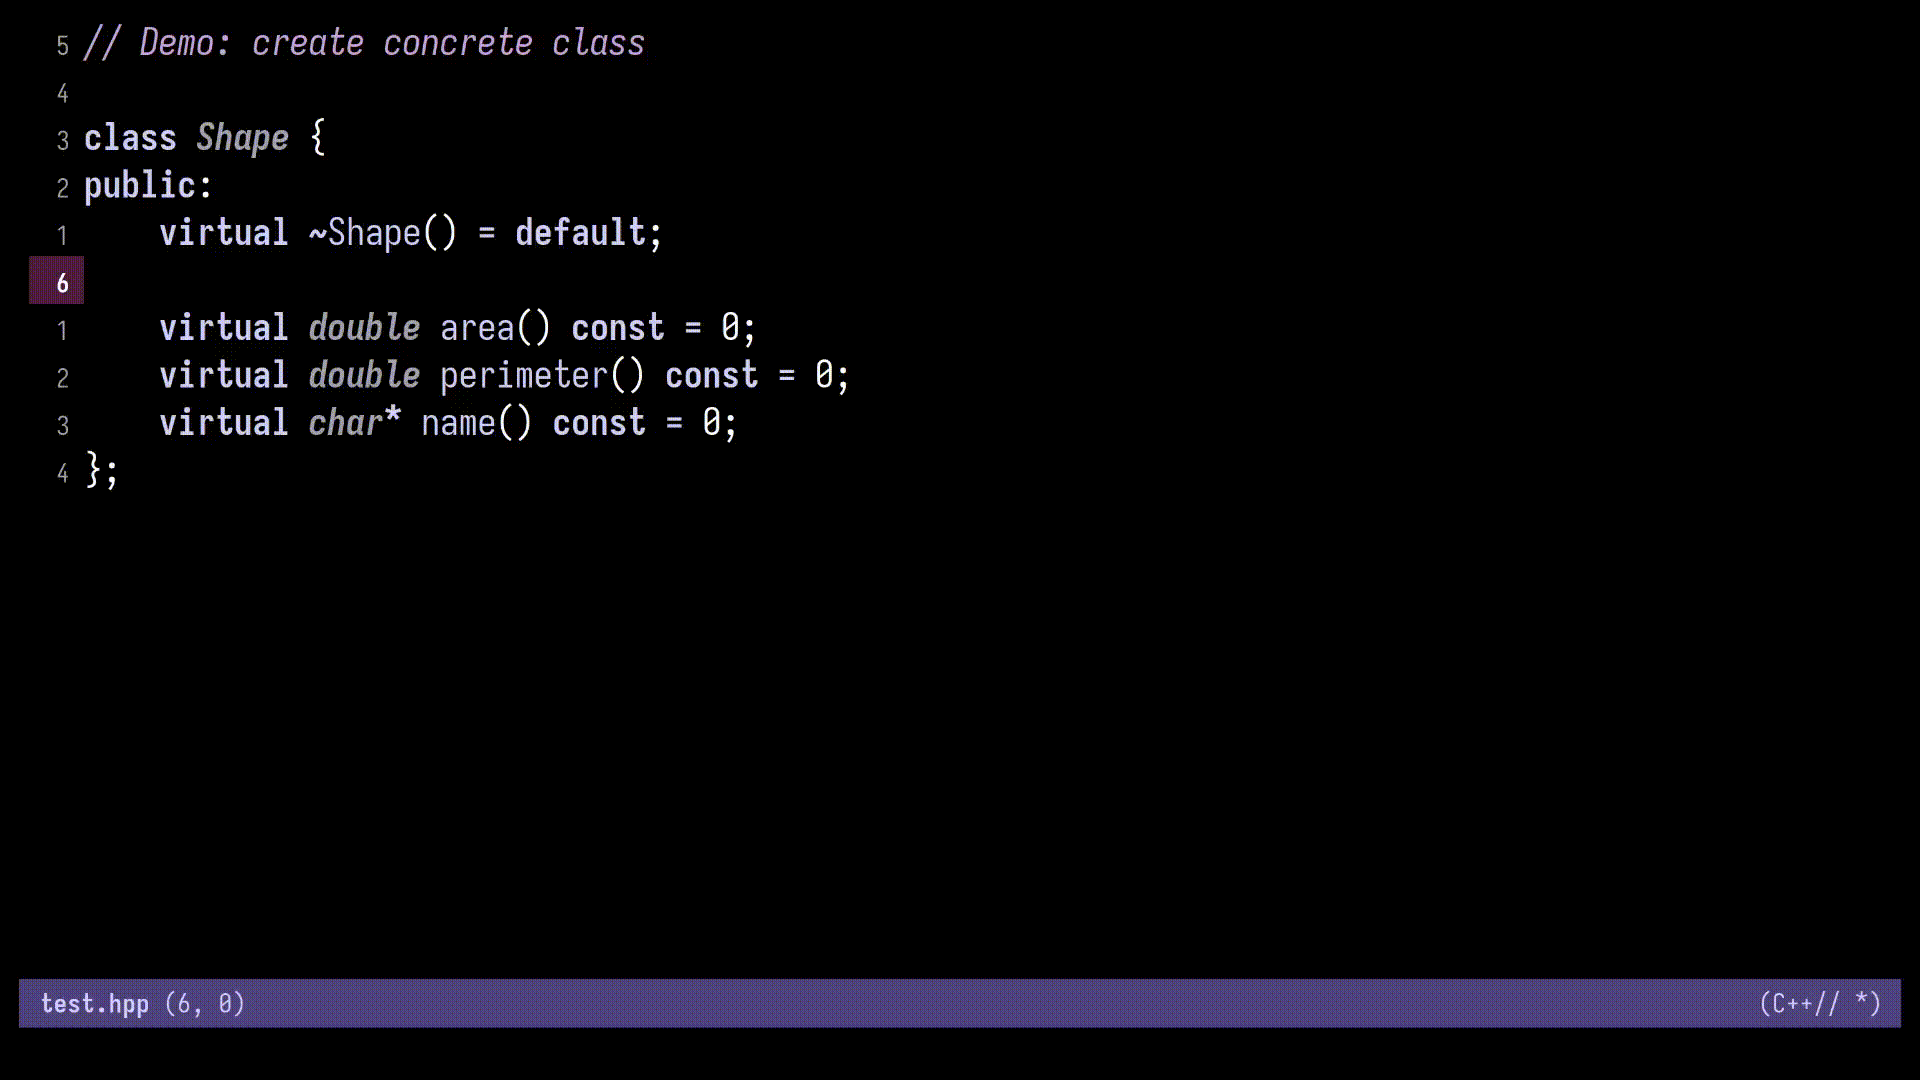 5 // Demo: create concrete class
4
3 class Shape {
2 public:
1     virtual ~Shape() = default;
6
1     virtual double area() const = 0;
2     virtual double perimeter() const = 0;
3     virtual char* name() const = 0;
4 };
test.hpp (6, 0) (C++// *)